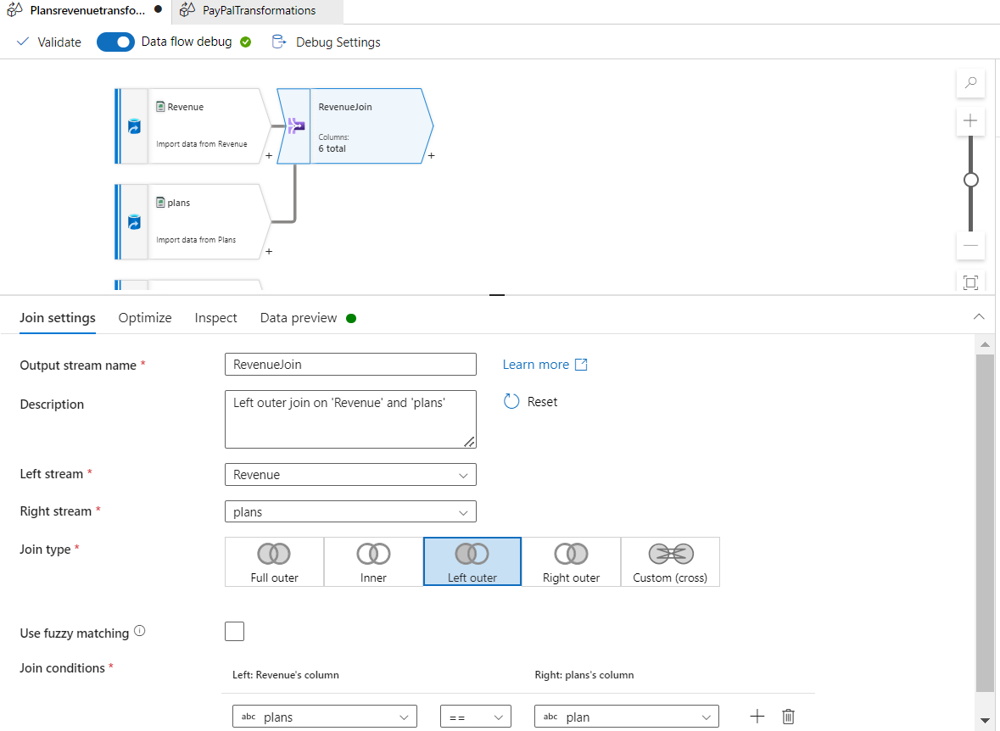 Plansrevenuetransfo... PayPalTransformations
Validate Data flow debug Debug Settings
Revenue
Import data from Revenue
+
RevenueJoin
Columns:
6 total
+
plans
Import data from Plans
+
Join settings Optimize Inspect Data preview
Output stream name * RevenueJoin Learn more
Description Left outer join on 'Revenue' and 'plans' Reset
Left stream * Revenue
Right stream * plans
Join type * Full outer Inner Left outer Right outer Custom (cross)
Use fuzzy matching
Join conditions * Left: Revenue's column Right: plans's column
abc plans == abc plan